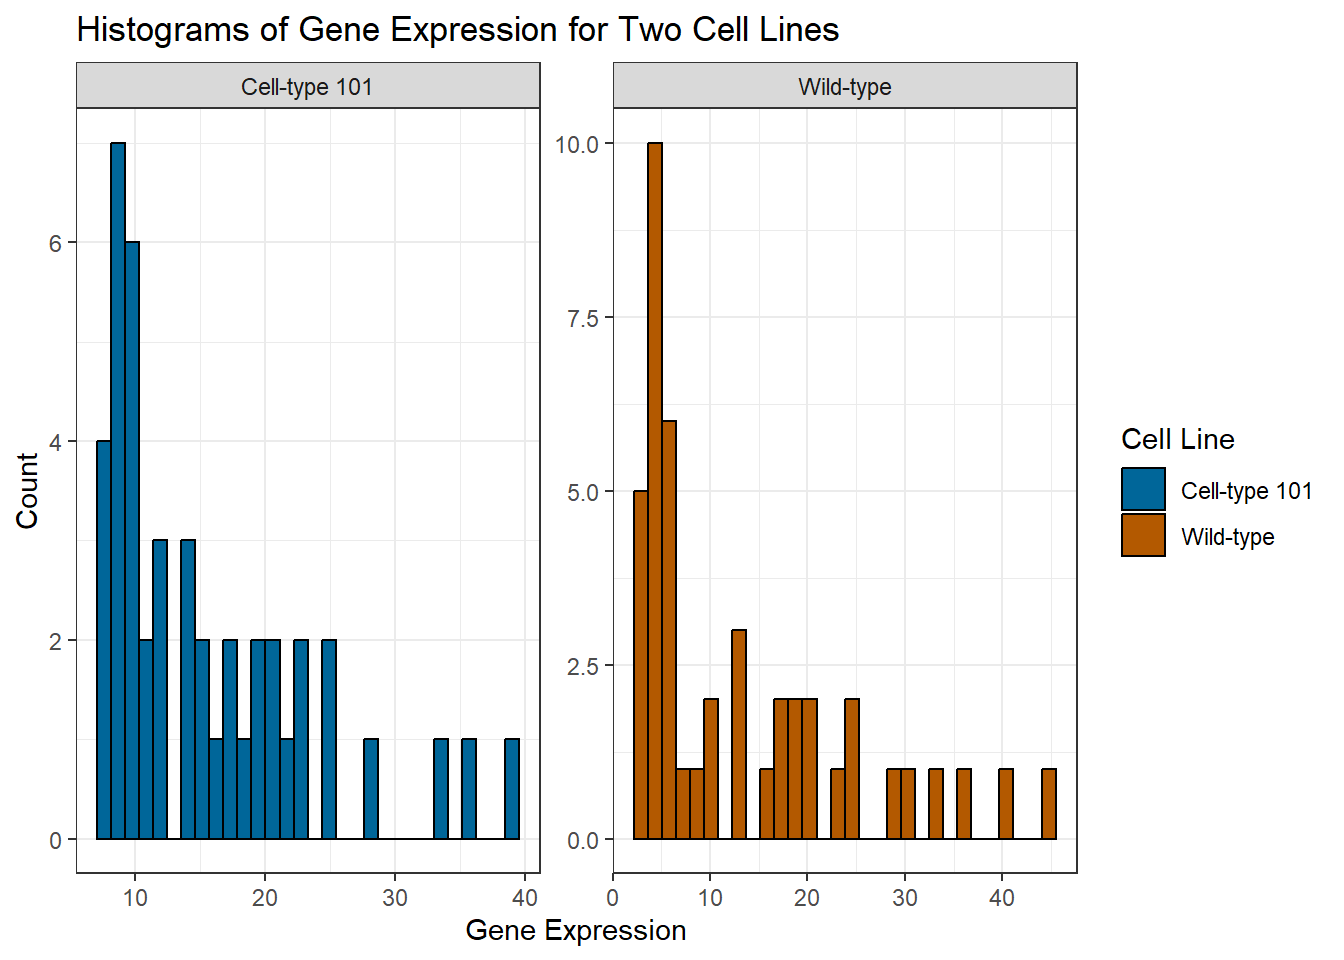 Histograms of Gene Expression for Two Cell Lines
Cell-type 101
Wild-type
Count
6
4
2
0
10.0
7.5
5.0
2.5
0.0
10
20
30
40
0
10
20
30
40
Gene Expression
Cell Line
Cell-type 101
Wild-type